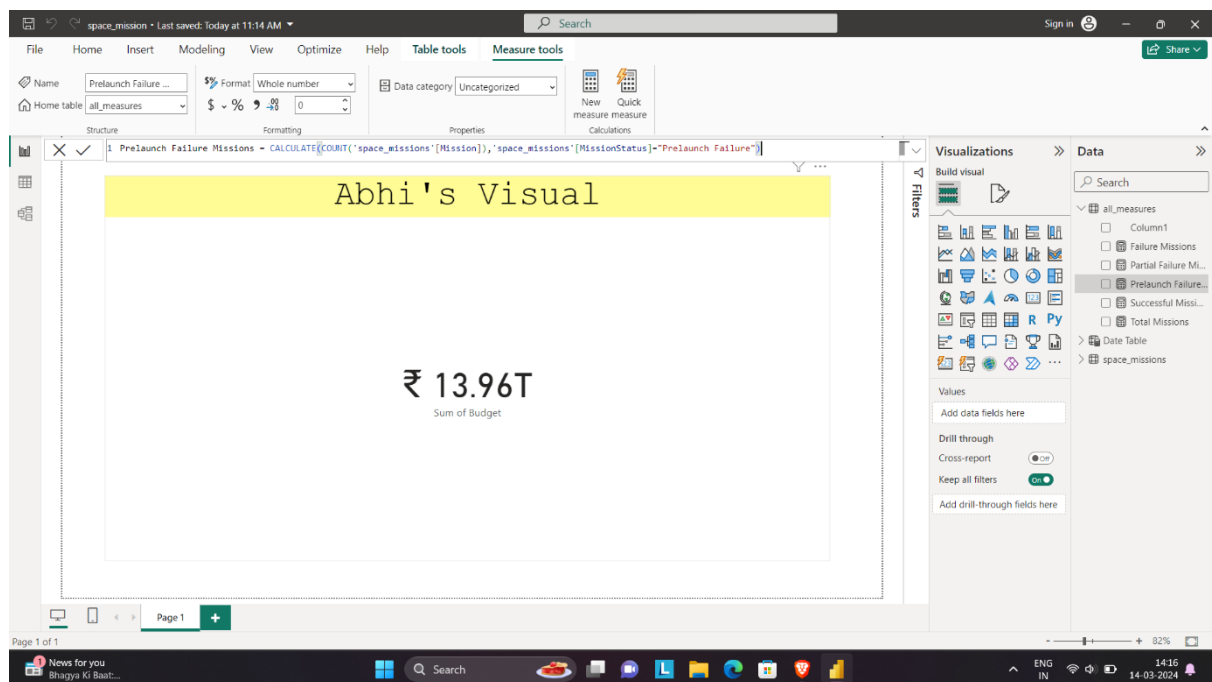 space_mission • Last saved: Today at 11:14 AM
Search
Sign in
File Home Insert Modeling View Optimize Help Table tools Measure tools
Share
Name Prelaunch Failure ...
Home table all_measures
Structure
$% Format Whole number
$ % 0
Formatting
Data category Uncategorized
Properties
New measure
Quick measure
Calculations
1 Prelaunch Failure Missions = CALCULATE(COUNT('space_missions'[Mission]),'space_missions'[MissionStatus]="Prelaunch Failure")
Abhi's Visual
₹ 13.96T
Sum of Budget
Filters
Visualizations
Build visual
123
R Py
Values
Add data fields here
Drill through
Cross-report Off
Keep all filters On
Add drill-through fields here
Data
Search
all_measures
Column1
Failure Missions
Partial Failure Mi...
Prelaunch Failure...
Successful Missi...
Total Missions
Date Table
space_missions
Page 1
Page 1 of 1
82%
1
News for you
Bhagya Ki Baat:...
Search
ENG
IN
14:16
14-03-2024